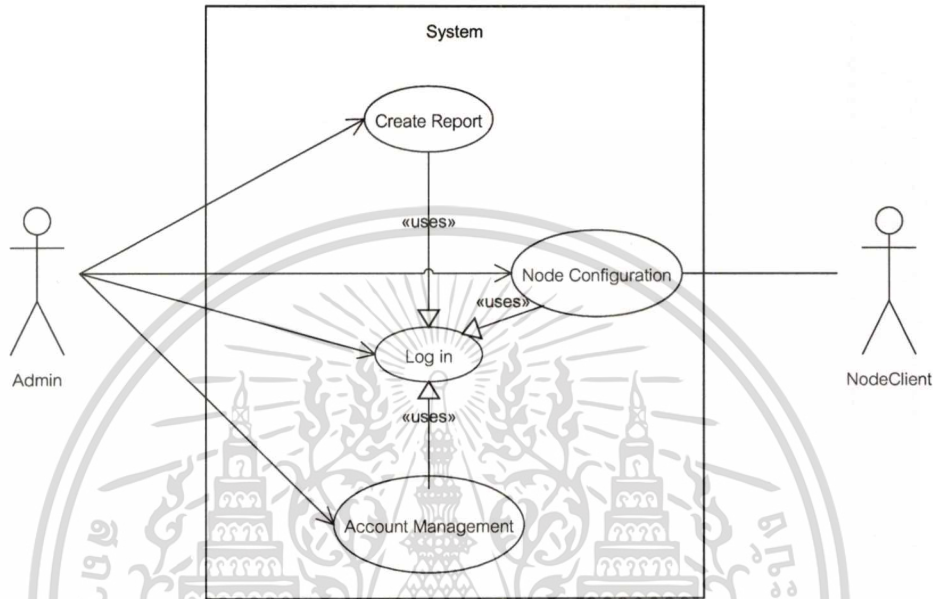 System
Create Report
«uses»
Node Configuration
«uses»
Log in
Admin
NodeClient
«uses»
Account Management